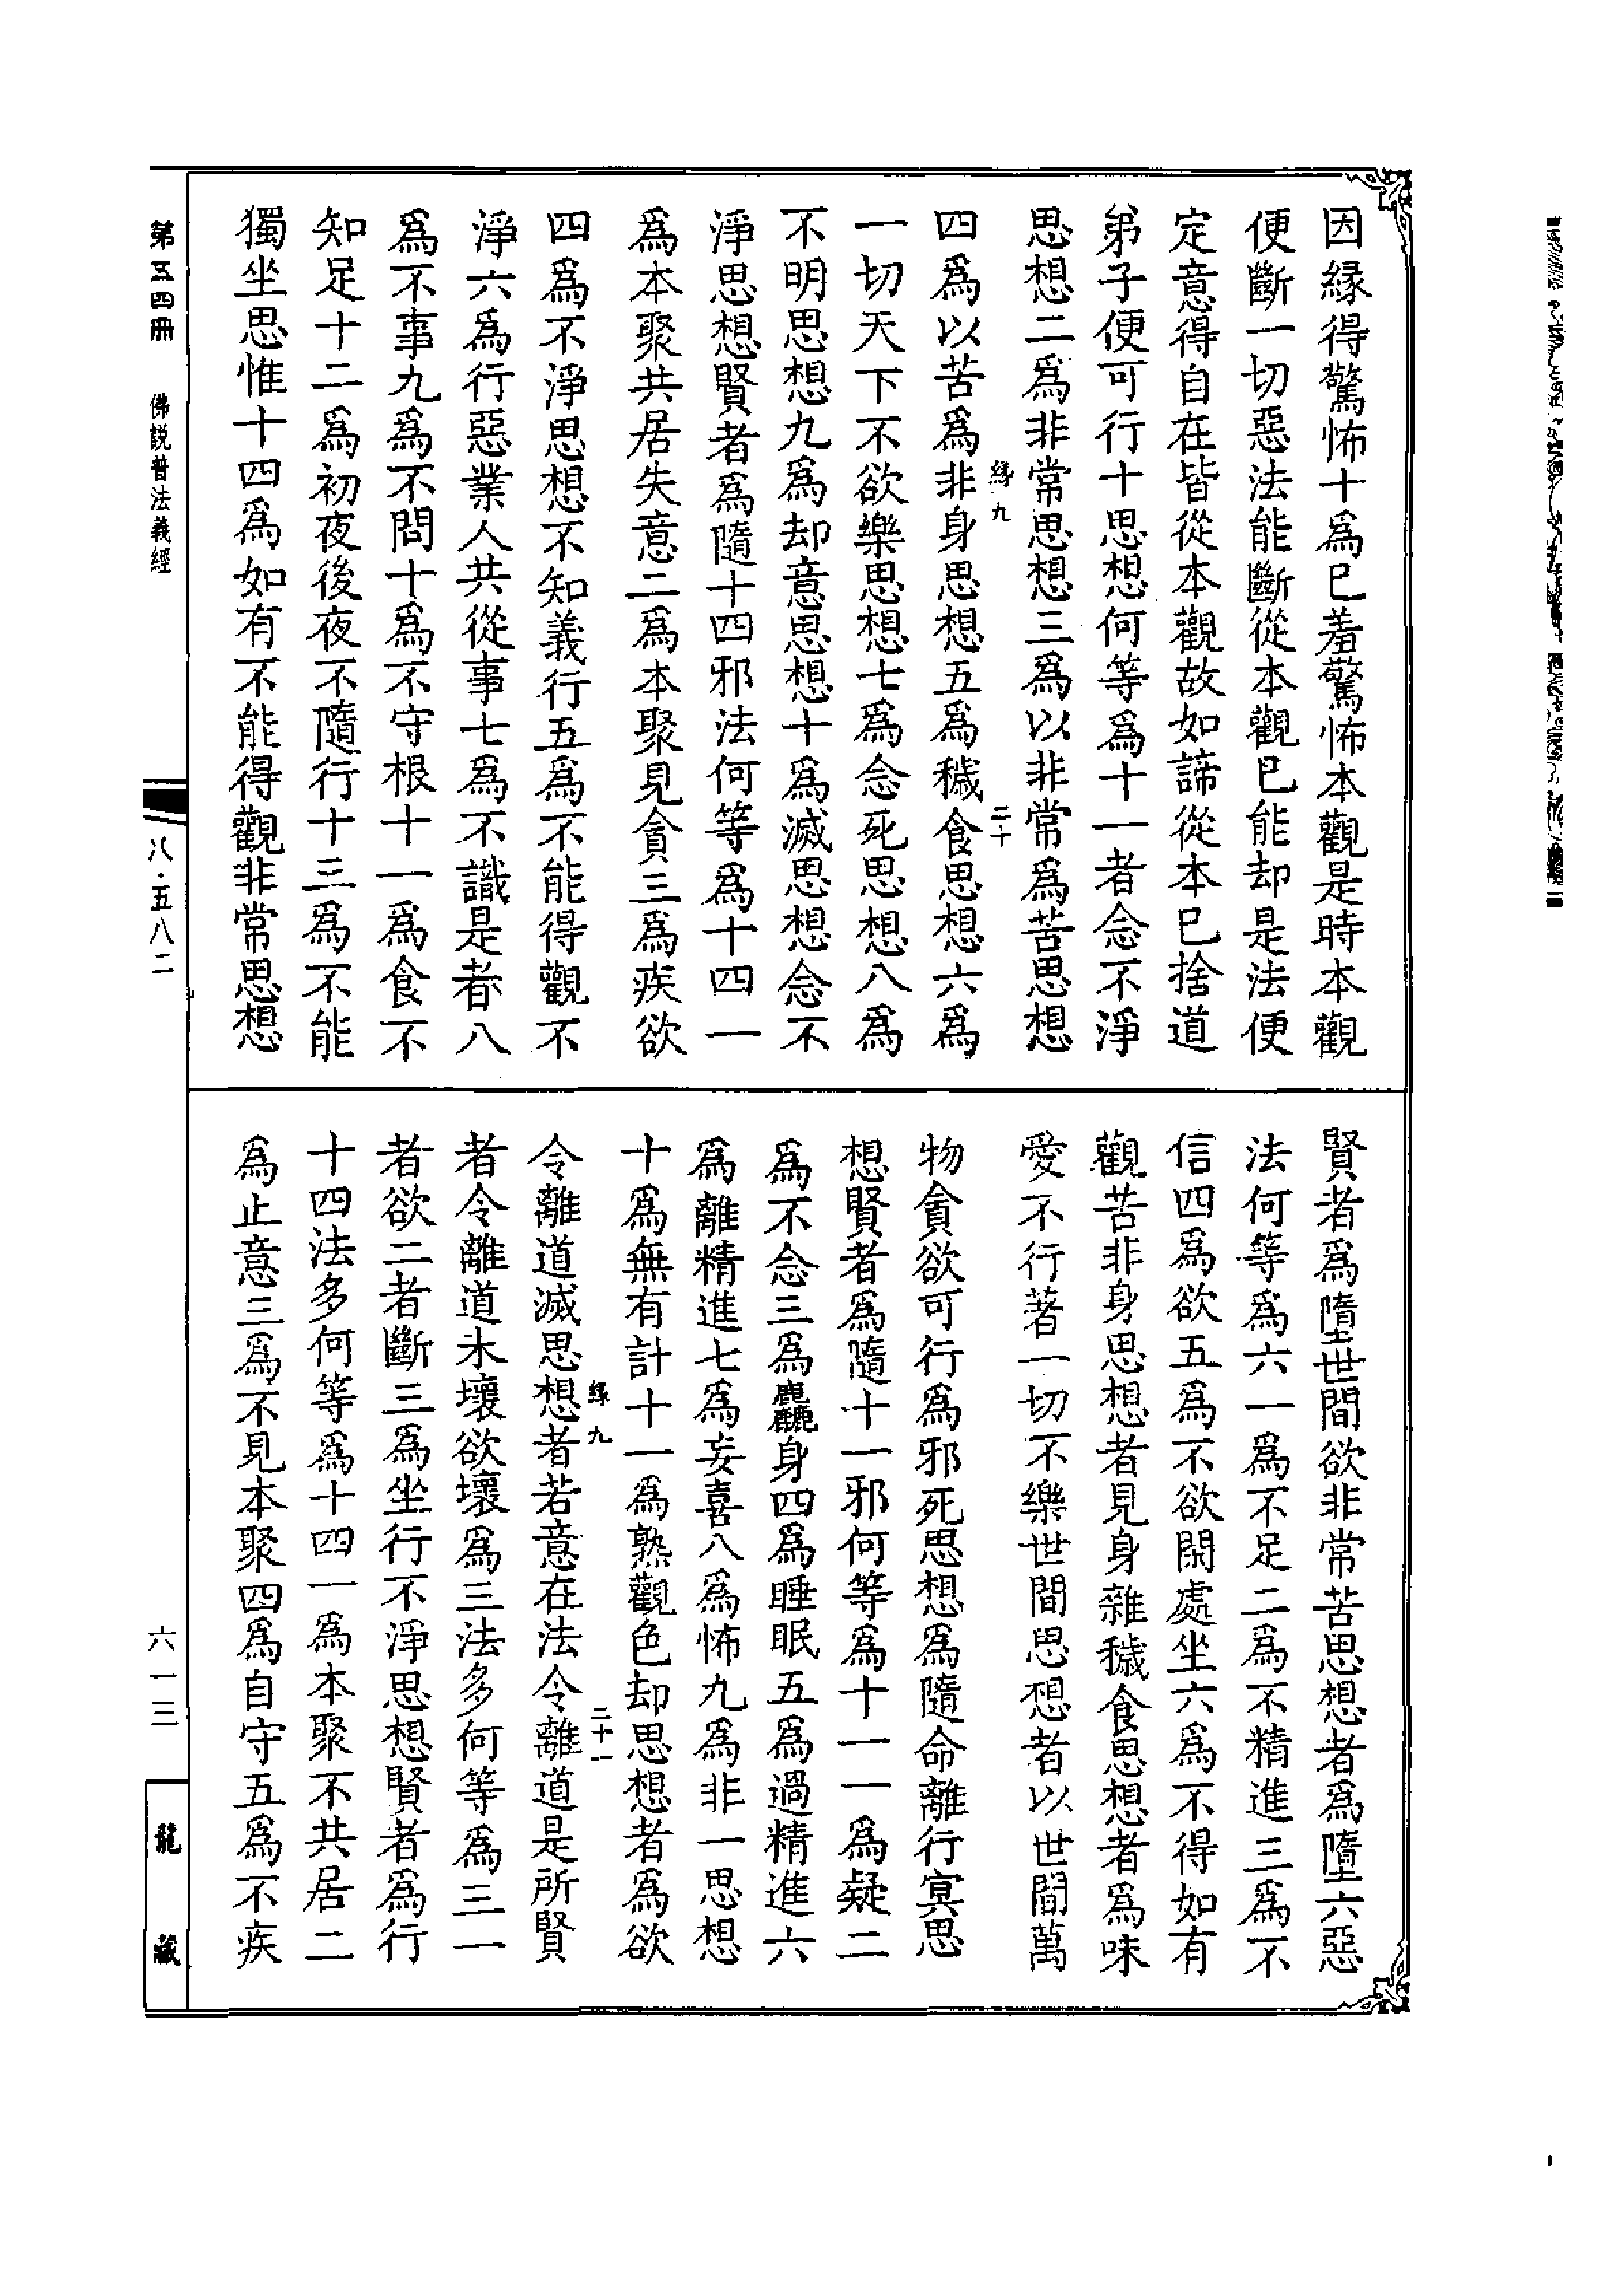 因緣得驚怖十爲已羞驚怖本觀是時本觀
便斷一切惡法能斷從本觀已能却是法便
定意得自在皆從本觀故如諦從本已捨道
弟子便可行十思想何等爲十一者念不淨
思想二爲非常思想三爲以非常爲苦思想
緣九 二十
四爲以苦爲非身思想五爲穢食思想六爲
一切天下不欲樂思想七爲念死思想八爲
不明思想九爲却意思想十爲滅思想念不
淨思想賢者爲隨十四邪法何等爲十四一
爲本聚共居失意二爲本聚見貪三爲疾欲
四爲不淨思想不知義行五爲不能得觀不
淨六爲行惡業人共從事七爲不識是者八
爲不事九爲不問十爲不守根十一爲食不
知足十二爲初夜後夜不隨行十三爲不能
獨坐思惟十四爲如有不能得觀非常思想
賢者爲墮世間欲非常苦思想者爲墮六惡
法何等爲六一爲不足二爲不精進三爲不
信四爲欲五爲不欲閑處坐六爲不得如有
觀苦非身思想者見身雜穢食思想者爲味
愛不行著一切不樂世間思想者以世間萬
物貪欲可行爲邪死思想爲隨命離行冥思
想賢者爲隨十一邪何等爲十一一爲疑二
爲不念三爲麤身四爲睡眠五爲過精進六
爲離精進七爲妄喜八爲怖九爲非一思想
十爲無有計十一爲熟觀色却思想者爲欲
緣九 二十一
令離道滅思想者若意在法令離道是所賢
者令離道未壞欲壞爲三法多何等爲三一
者欲二者斷三爲坐行不淨思想賢者爲行
十四法多何等爲十四一爲本聚不共居二
爲止意三爲不見本聚四爲自守五爲不疾
第五四冊 佛説普法義經
八·五八二
六一三
龍藏